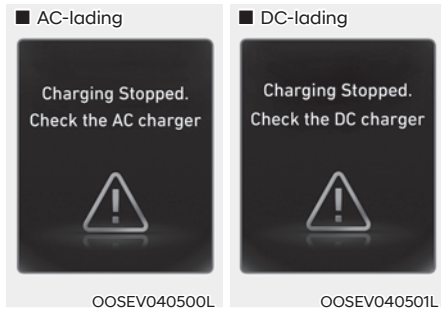 ■ AC-lading
Charging Stopped.
Check the AC charger
OOSEV040500L
■ DC-lading
Charging Stopped.
Check the DC charger
OOSEV040501L